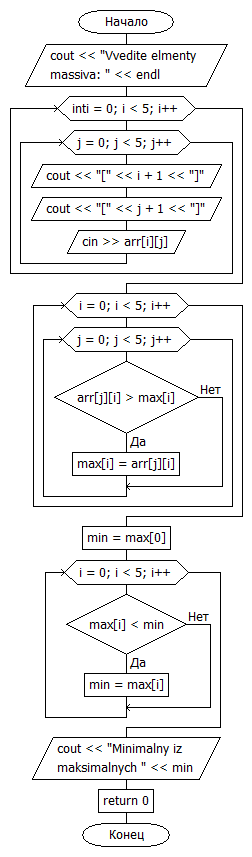 Начало
cout << "Vvedite elmenty
massiva: " << endl
inti = 0; i < 5; i++
j = 0; j < 5; j++
cout << "[" << i + 1 << "]"
cout << "[" << j + 1 << "]"
cin >> arr[i][j]
i = 0; i < 5; i++
j = 0; j < 5; j++
arr[j][i] > max[i]
Нет
Да
max[i] = arr[j][i]
min = max[0]
i = 0; i < 5; i++
max[i] < min
Нет
Да
min = max[i]
cout << "Minimalny iz
maksimalnych " << min
return 0
Конец